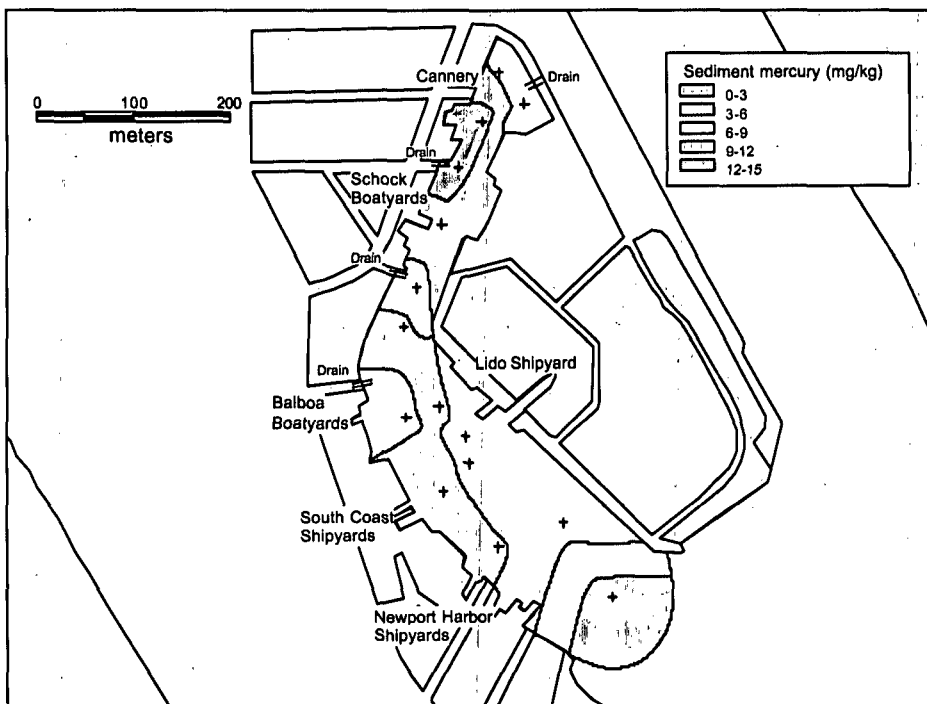 Sediment mercury (mg/kg)
0-3
3-6
6-9
9-12
12-15
0 100 200
meters
Cannery
Drain
Drain
Schock
Boatyards
Drain
Lido Shipyard
Drain
Balboa
Boatyards
South Coast
Shipyards
Newport Harbor
Shipyards